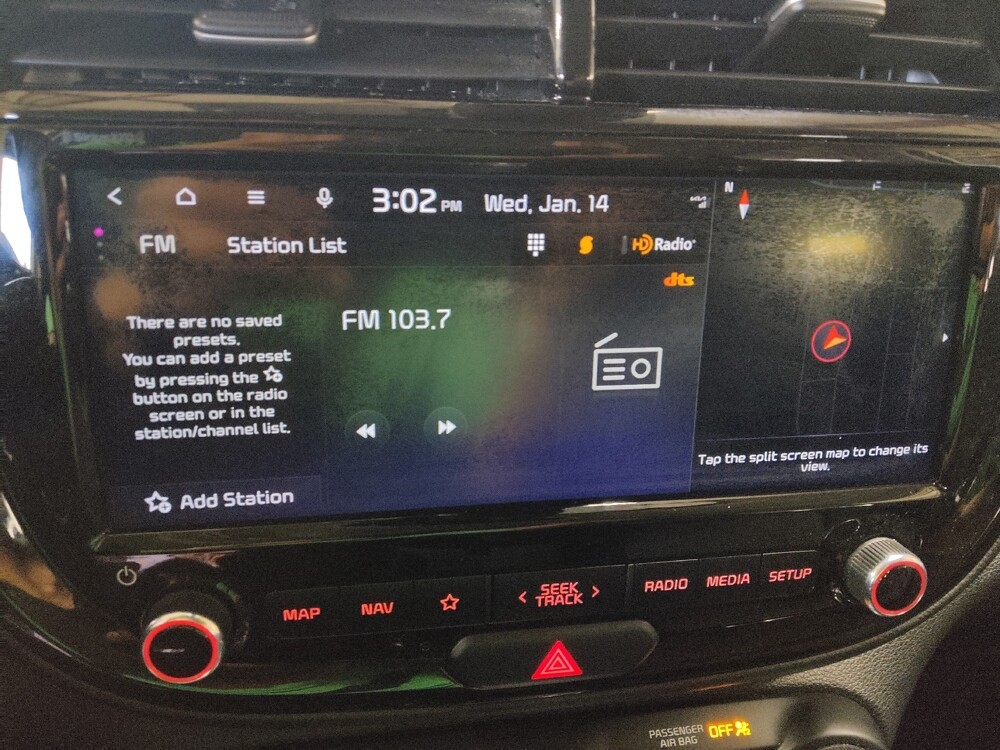 3:02 PM Wed, Jan. 14
N
FM Station List HD Radio
dts
There are no saved
presets.
You can add a preset
by pressing the
button on the radio
screen or in the
station/channel list.
FM 103.7
Add Station
Tap the split screen map to change its
view.
MAP NAV SEEK RADIO MEDIA SETUP
TRACK
PASSENGER OFF
AIR BAG